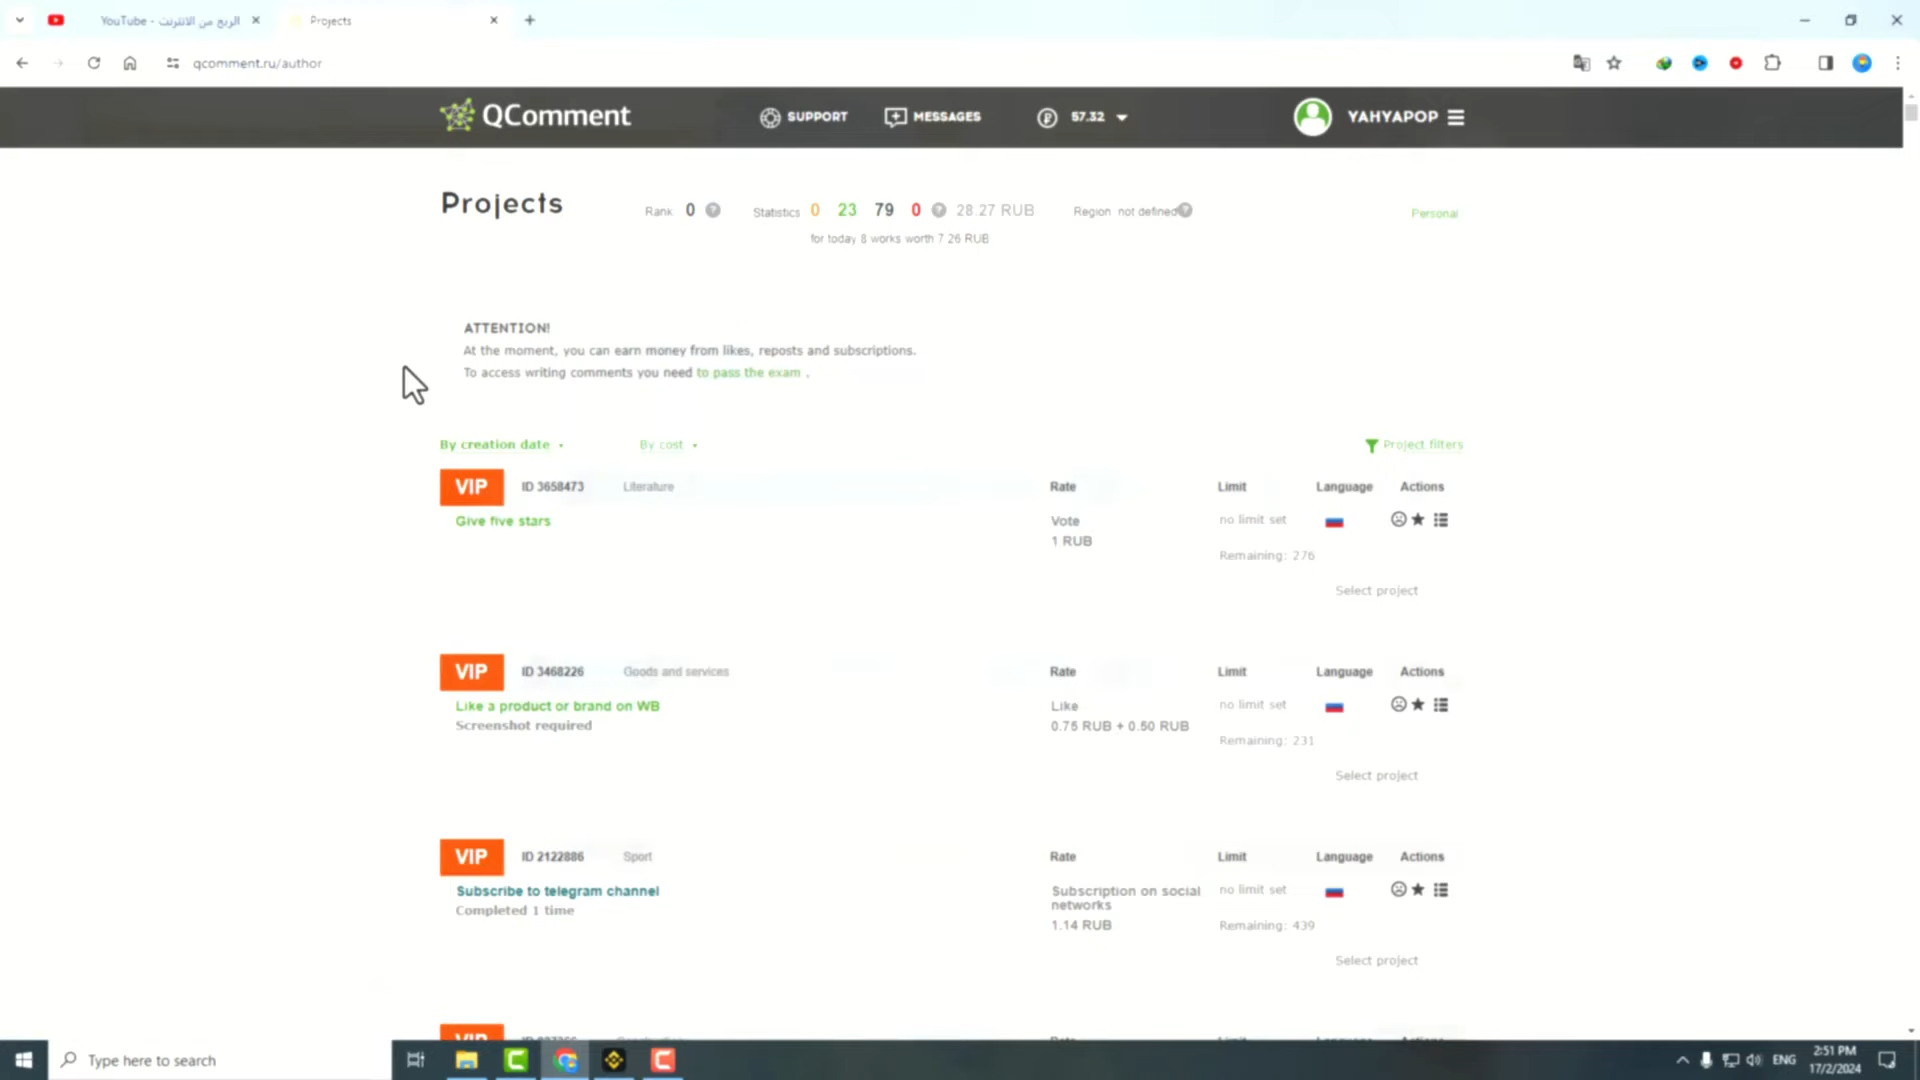 YouTube - الربح من الانترنت
Projects
qcomment.ru/author
QComment
SUPPORT
MESSAGES
57.32
YAHYAPOP
Projects
Rank 0
Statistics 0 23 79 0 28.27 RUB
Region not defined
Personal
for today 8 works worth 7 26 RUB
ATTENTION!
At the moment, you can earn money from likes, reposts and subscriptions.
To access writing comments you need to pass the exam .
By creation date
By cost
Project filters
VIP ID 3658473 Literature Rate Limit Language Actions
Give five stars Vote no limit set
1 RUB
Remaining: 276
Select project
VIP ID 3468226 Goods and services Rate Limit Language Actions
Like a product or brand on WB Like no limit set
Screenshot required 0.75 RUB + 0.50 RUB
Remaining: 231
Select project
VIP ID 2122886 Sport Rate Limit Language Actions
Subscribe to telegram channel Subscription on social no limit set
networks
Completed 1 time
1.14 RUB Remaining: 439
Select project
VIP
Type here to search
ENG
2:51 PM
17/2/2024